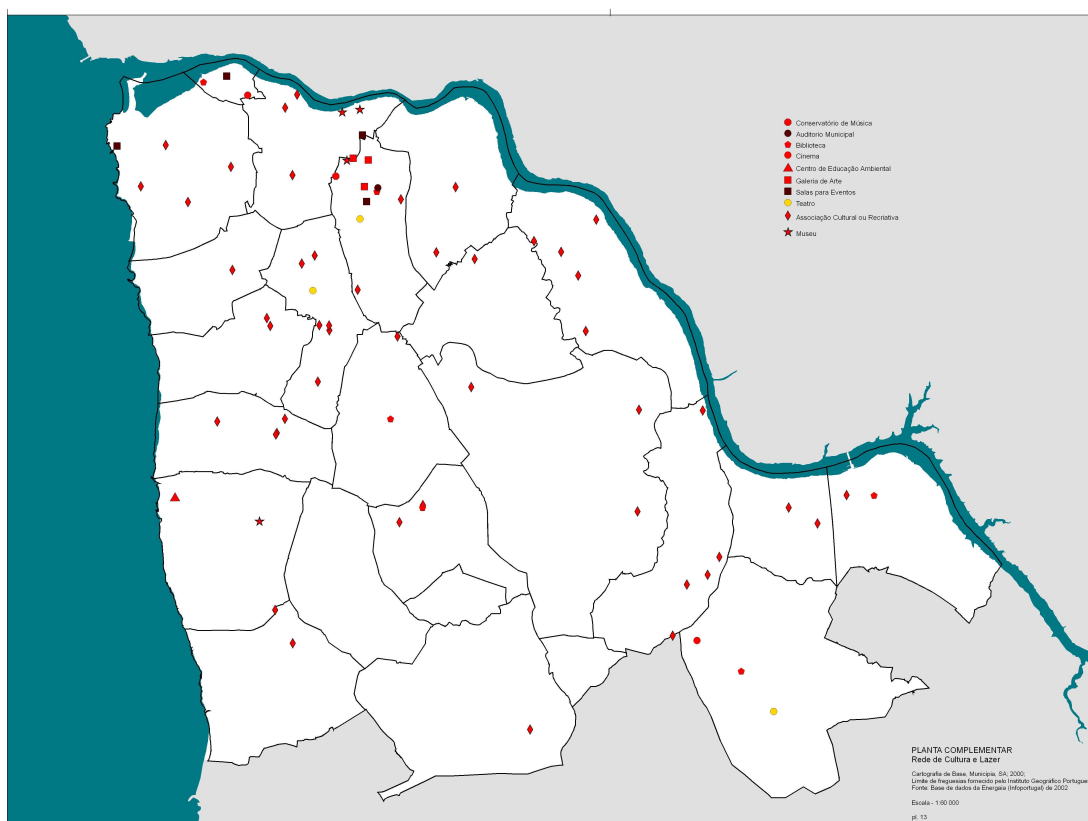 Conservatório de Música
Auditorio Municipal
Biblioteca
Cinema
Centro de Educação Ambiental
Galeria de Arte
Salas para Eventos
Teatro
Associação Cultural ou Recriativa
Museu
PLANTA COMPLEMENTAR
Rede de Cultura e Lazer
Cartografia de Base, Municipia, SA; 2000;
Limite de freguesias fornecido pelo Instituto Geográfico Portugue
Fonte: Base de dados da Energaia (Infoportugal) de 2002
Escala - 1:60 000
pl. 13